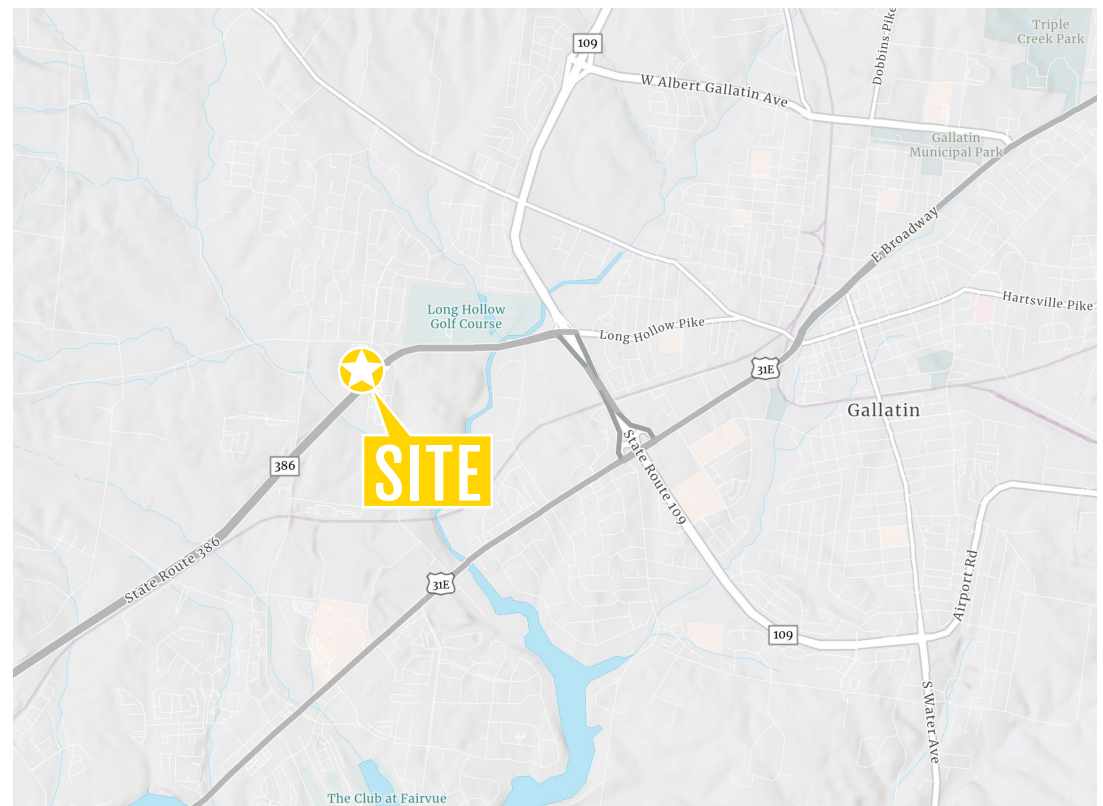 Triple
Creek Park
109
Dobbins Pike
W Albert Gallatin Ave
Gallatin
Municipal Park
E Broadway
Hartsville Pike
Long Hollow
Golf Course
Long Hollow Pike
31E
Gallatin
SITE
386
State Route 109
State Route 386
31E
Airport Rd
109
S Water Ave
The Club at Fairvue